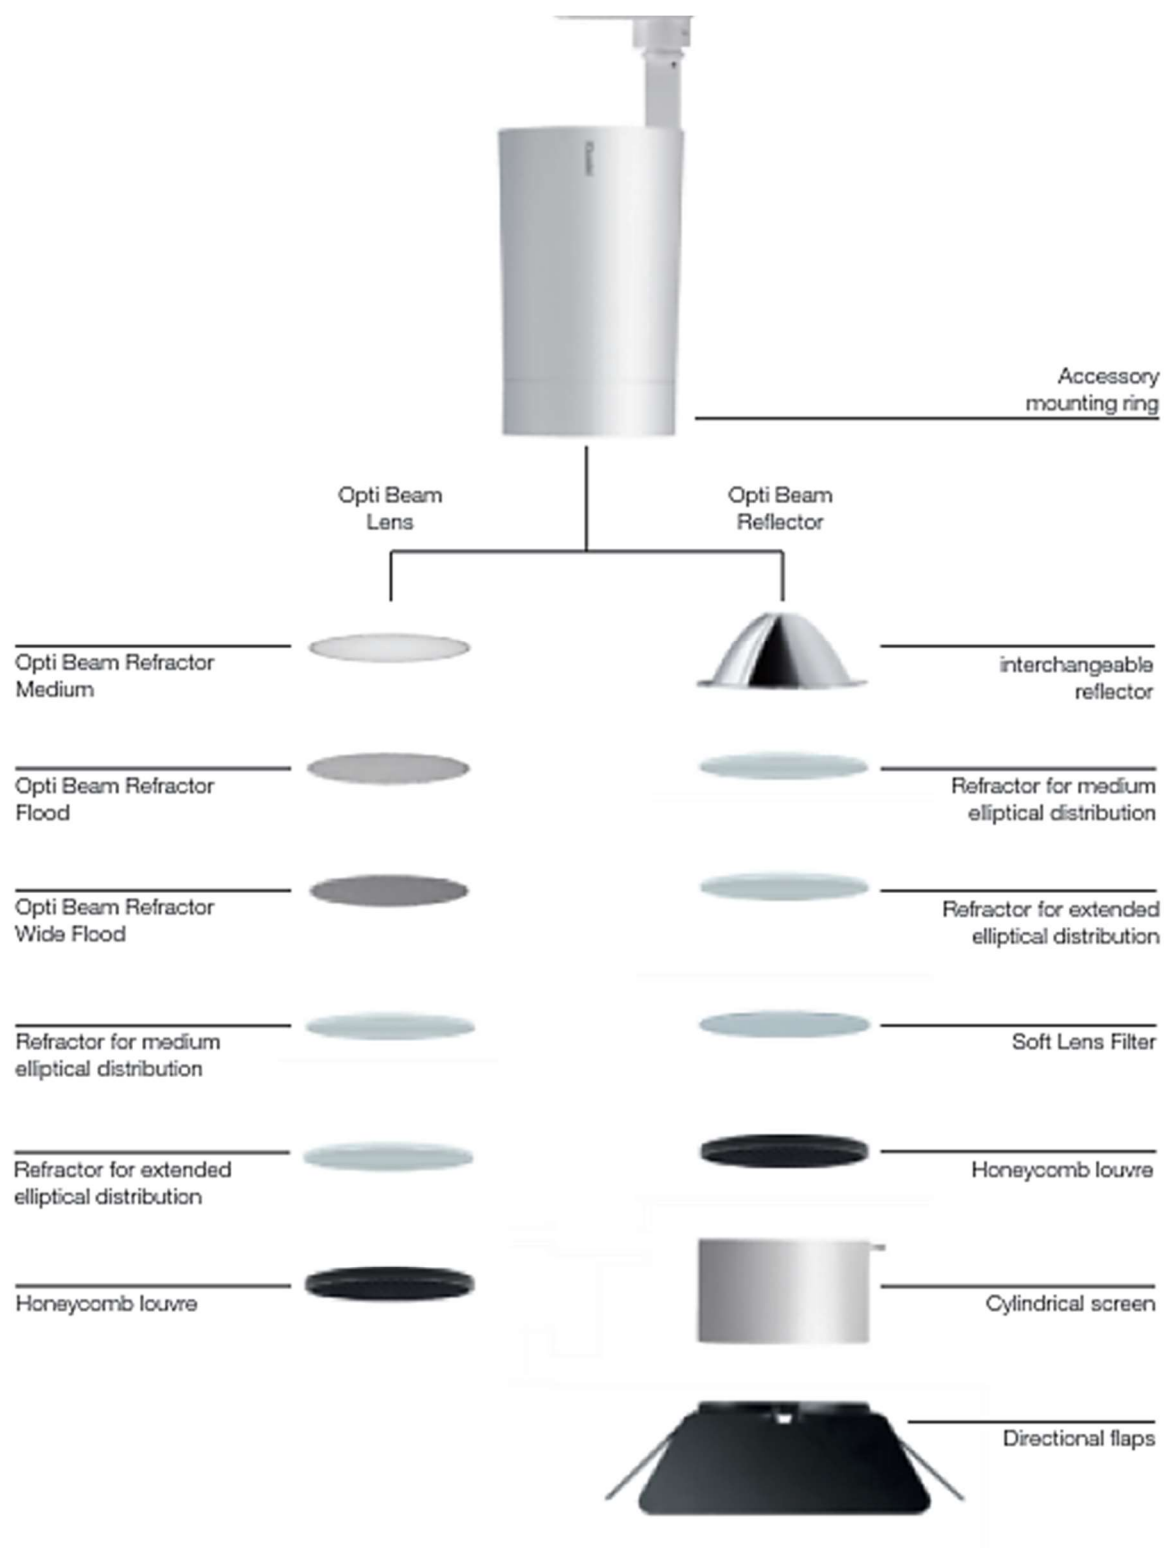 Accessory
mounting ring
Opti Beam
Lens
Opti Beam
Reflector
Opti Beam Refractor
Medium
interchangeable
reflector
Opti Beam Refractor
Flood
Refractor for medium
elliptical distribution
Opti Beam Refractor
Wide Flood
Refractor for extended
elliptical distribution
Refractor for medium
elliptical distribution
Soft Lens Filter
Refractor for extended
elliptical distribution
Honeycomb louvre
Honeycomb louvre
Cylindrical screen
Directional flaps